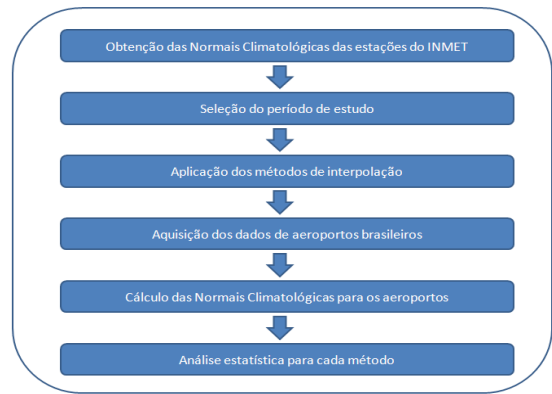 Obtenção das Normais Climatológicas das estações do INMET
Seleção do período de estudo
Aplicação dos métodos de interpolação
Aquisição dos dados de aeroportos brasileiros
Cálculo das Normais Climatológicas para os aeroportos
Análise estatística para cada método